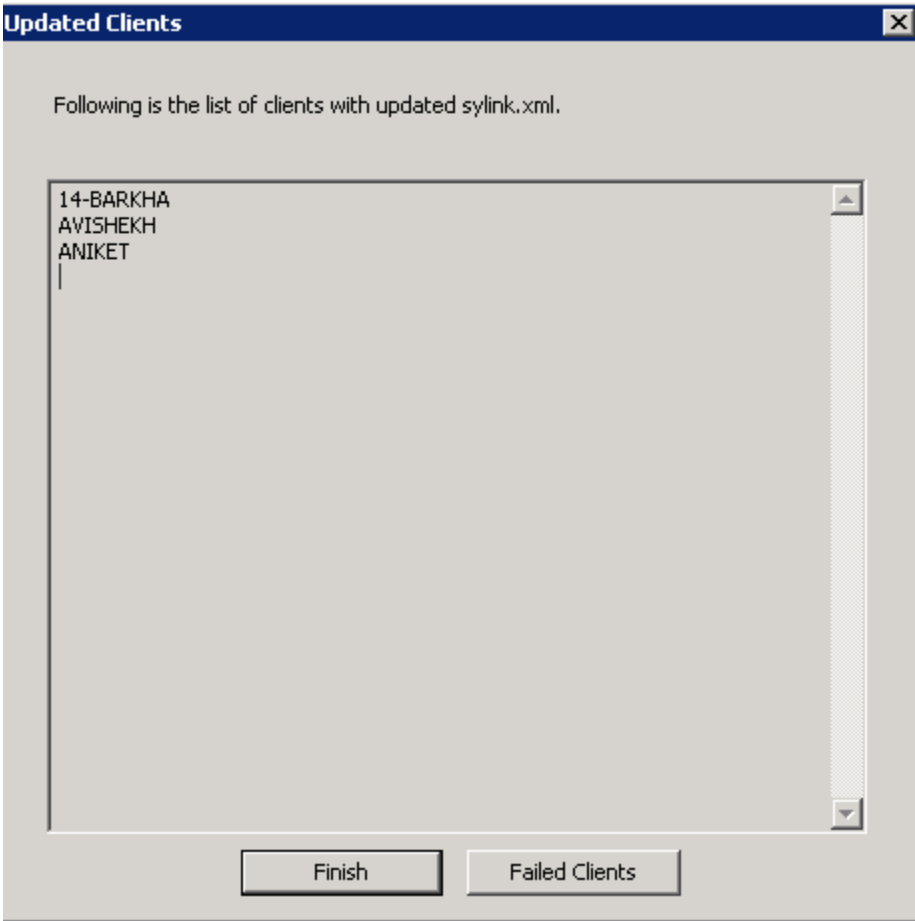 Updated Clients
Following is the list of clients with updated sylink.xml.
14-BARKHA
AVISHEKH
ANIKET
Finish
Failed Clients